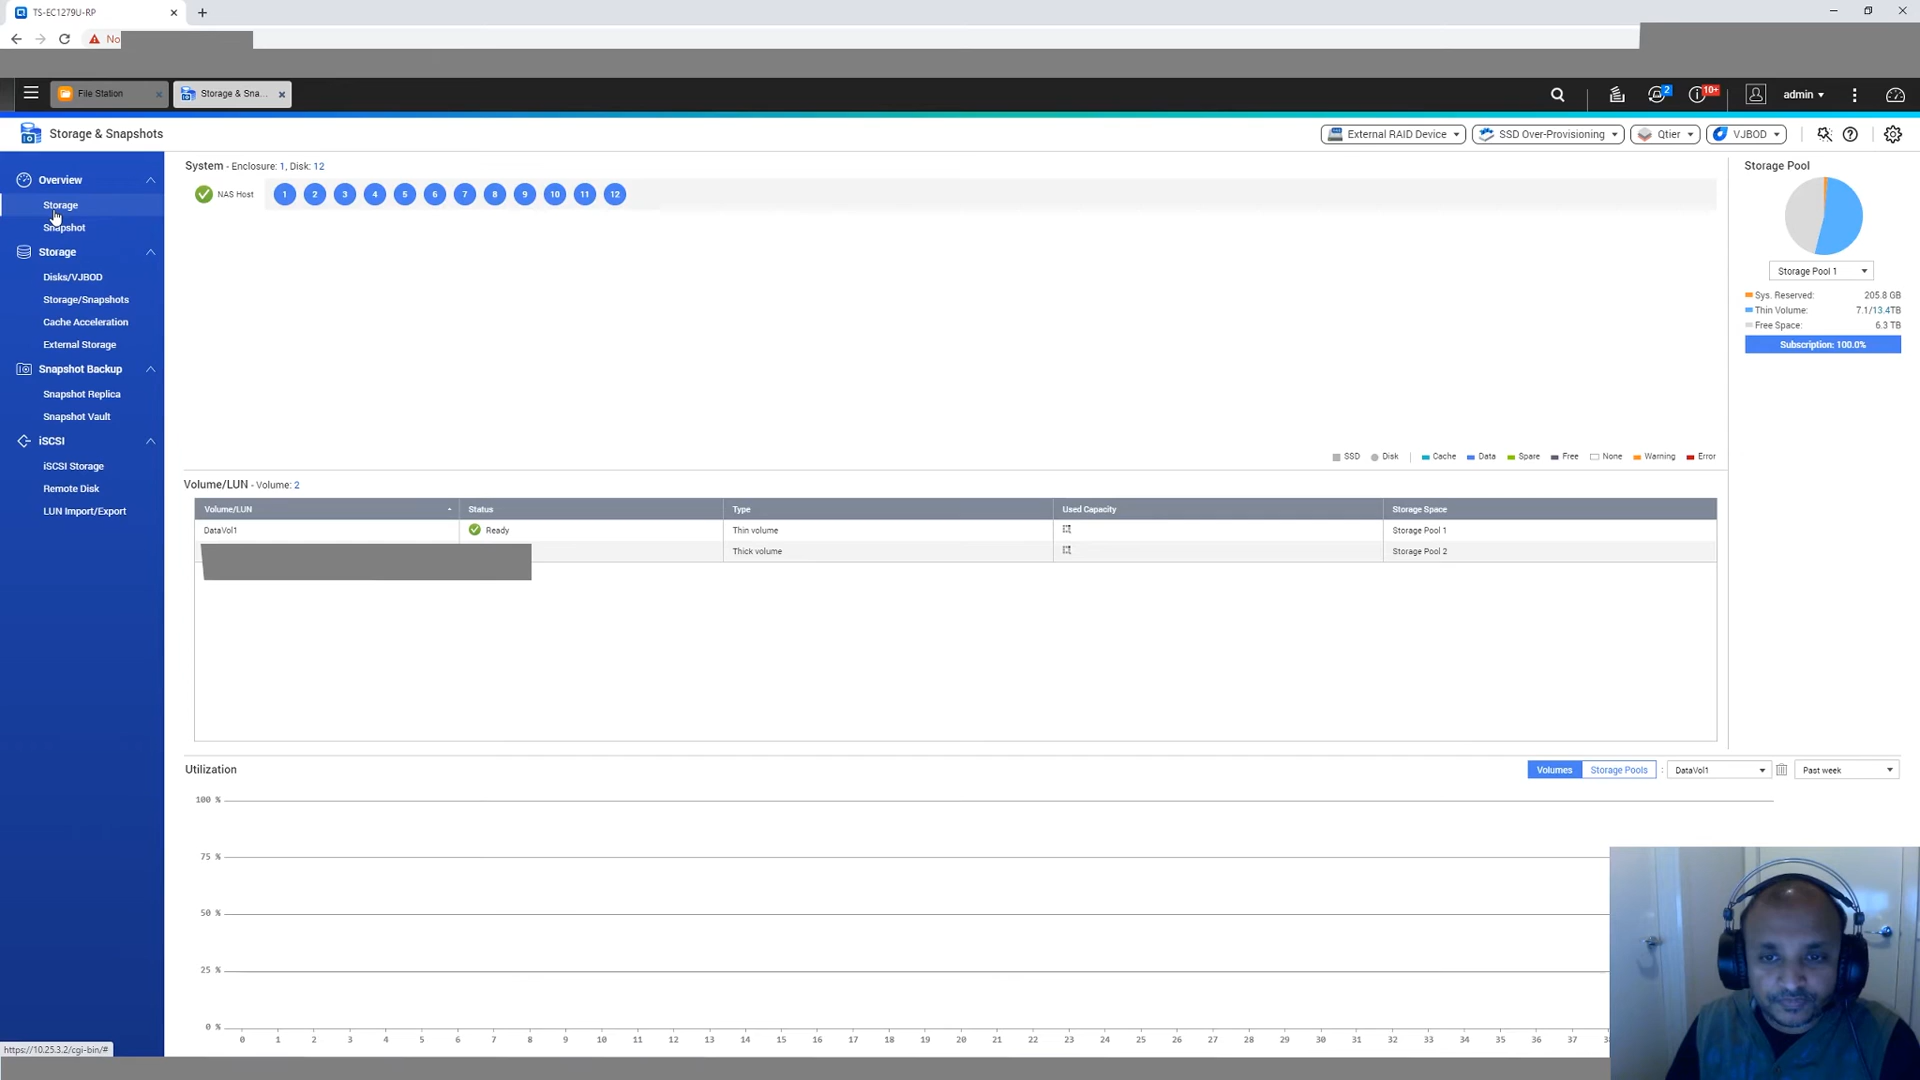 TS-EC1279U-RP
No
File Station
Storage & Sna...
2
10+
admin
Storage & Snapshots
External RAID Device
SSD Over-Provisioning
Qtier
VJBOD
Overview
Storage
Snapshot
Storage
Disks/VJBOD
Storage/Snapshots
Cache Acceleration
External Storage
Snapshot Backup
Snapshot Replica
Snapshot Vault
iSCSI
iSCSI Storage
Remote Disk
LUN Import/Export
System - Enclosure: 1, Disk: 12
NAS Host 1 2 3 4 5 6 7 8 9 10 11 12
SSD Disk Cache Data Spare Free None Warning Error
Storage Pool
Storage Pool 1
Sys. Reserved: 205.8 GB
Thin Volume: 7.1/13.4TB
Free Space: 6.3 TB
Subscription: 100.0%
Volume/LUN - Volume: 2
Volume/LUN Status Type Used Capacity Storage Space
DataVol1 Ready Thin volume Storage Pool 1
Thick volume Storage Pool 2
Utilization
Volumes Storage Pools : DataVol1 Past week
100 %
75 %
50 %
25 %
0 %
0 1 2 3 4 5 6 7 8 9 10 11 12 13 14 15 16 17 18 19 20 21 22 23 24 25 26 27 28 29 30 31 32 33 34 35 36 37
https://10.25.3.2/cgi-bin/#